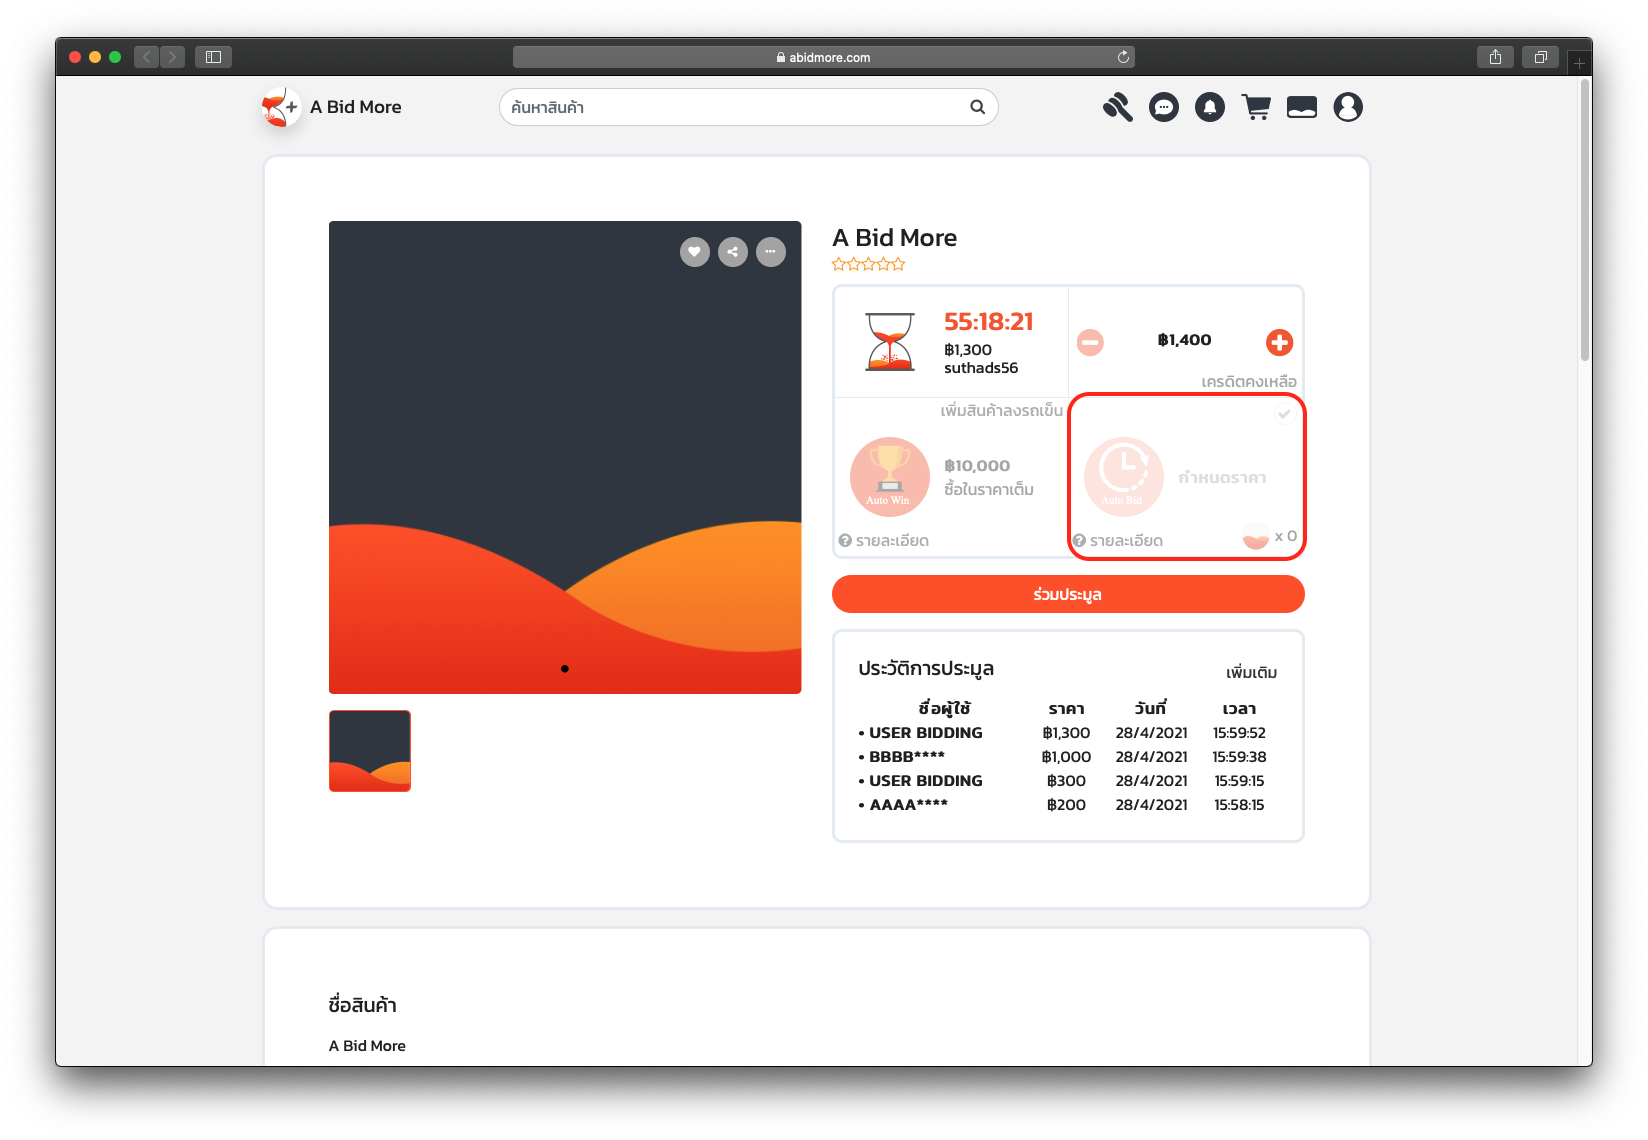 abidmore.com
A Bid More
ค้นหาสินค้า
A Bid More
55:18:21
฿1,300
suthads56
฿1,400
เครดิตคงเหลือ
เพิ่มสินค้าลงรถเข็น
Auto Win
฿10,000
ซื้อในราคาเต็ม
รายละเอียด
Auto Bid
กำหนดราคา
รายละเอียด
x 0
ร่วมประมูล
ประวัติการประมูล
เพิ่มเติม
ชื่อผู้ใช้ ราคา วันที่ เวลา
• USER BIDDING ฿1,300 28/4/2021 15:59:52
• BBBB**** ฿1,000 28/4/2021 15:59:38
• USER BIDDING ฿300 28/4/2021 15:59:15
• AAAA**** ฿200 28/4/2021 15:58:15
ชื่อสินค้า
A Bid More